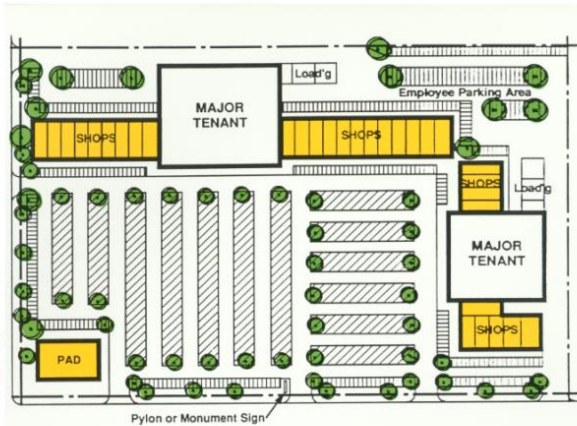 Load'g
Employee Parking Area
MAJOR
TENANT
SHOPS
SHOPS
SHOPS
Load'g
MAJOR
TENANT
SHOPS
PAD
Pylon or Monument Sign